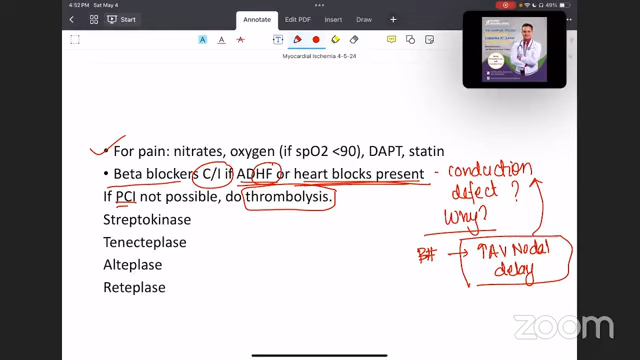 4:52 PM Sat May 4
49%
Start
Annotate
Edit PDF
Insert
Draw
Myocardial Ischemia 4-5-24
• For pain: nitrates, oxygen (if spO2 <90), DAPT, statin
• Beta blockers C/I if ADHF or heart blocks present - conduction
defect ?
Why?
If PCI not possible, do thrombolysis.
Streptokinase
Tenecteplase
Alteplase
Reteplase
→ ↑AV Nodal
delay
zoom